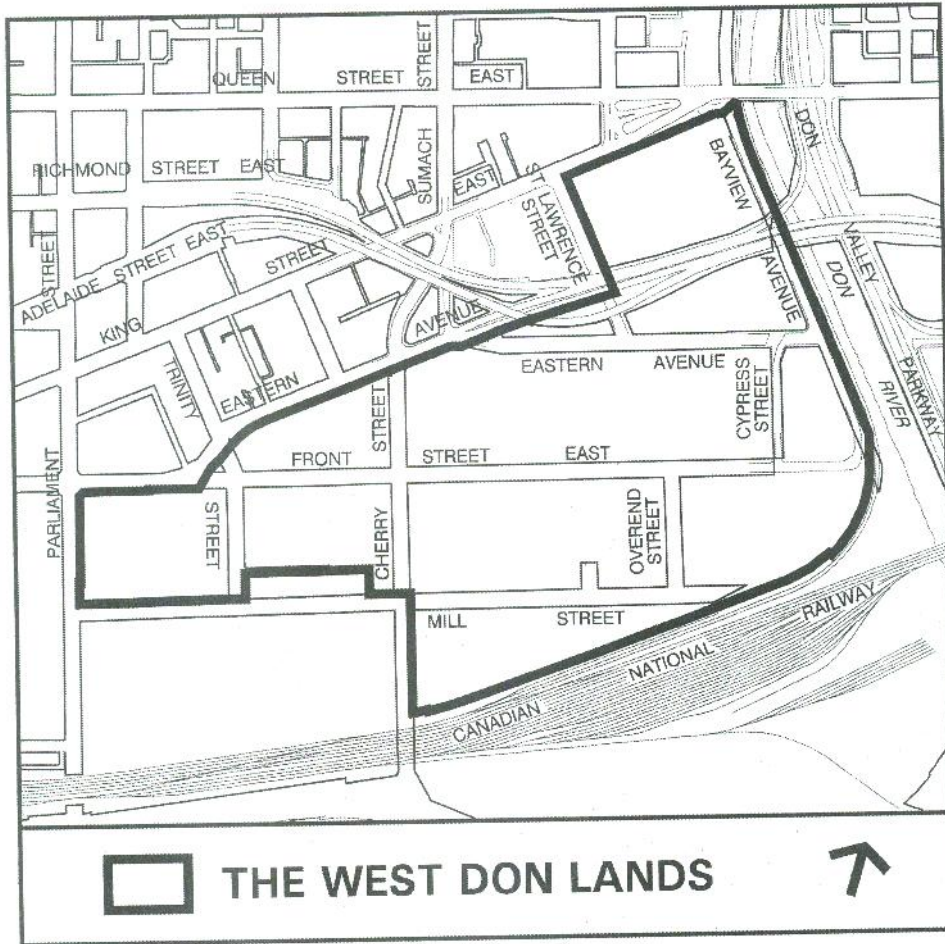 QUEEN STREET EAST
STREET
SUMACH
RICHMOND STREET EAST
EAST
ST LAWRENCE
STREET
BAYVIEW
AVENUE
DON
VALLEY
PARKWAY
DON
RIVER
ADELAIDE STREET EAST
STREET
KING STREET
AVENUE
EASTERN
TRINITY
STREET
EASTERN AVENUE
CYPRESS
STREET
STREET
FRONT STREET EAST
PARLIAMENT
CHERRY
OVEREND
STREET
MILL STREET
CANADIAN NATIONAL RAILWAY
THE WEST DON LANDS